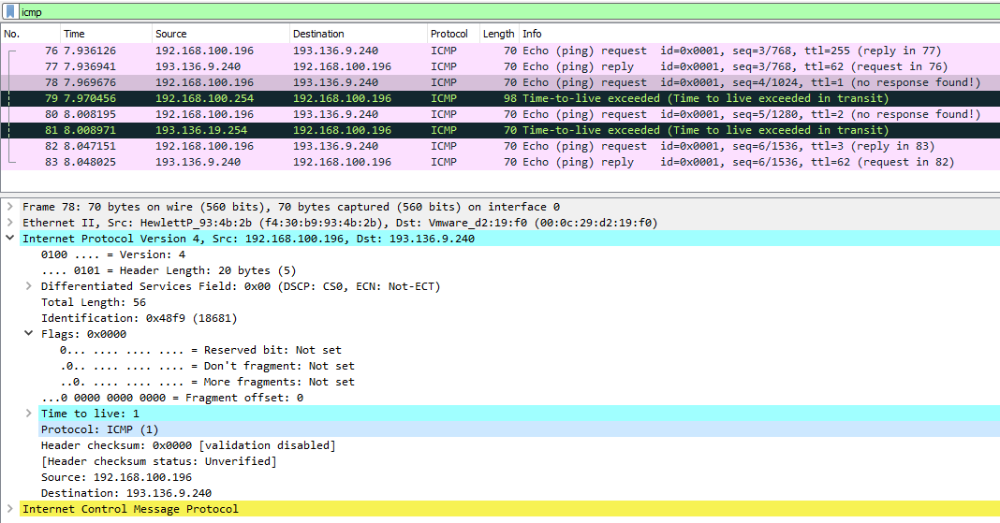 icmp
No. Time Source Destination Protocol Length Info
76 7.936126 192.168.100.196 193.136.9.240 ICMP 70 Echo (ping) request id=0x0001, seq=3/768, ttl=255 (reply in 77)
77 7.936941 193.136.9.240 192.168.100.196 ICMP 70 Echo (ping) reply id=0x0001, seq=3/768, ttl=62 (request in 76)
78 7.969676 192.168.100.196 193.136.9.240 ICMP 70 Echo (ping) request id=0x0001, seq=4/1024, ttl=1 (no response found!)
79 7.970456 192.168.100.254 192.168.100.196 ICMP 98 Time-to-live exceeded (Time to live exceeded in transit)
80 8.008195 192.168.100.196 193.136.9.240 ICMP 70 Echo (ping) request id=0x0001, seq=5/1280, ttl=2 (no response found!)
81 8.008971 193.136.19.254 192.168.100.196 ICMP 70 Time-to-live exceeded (Time to live exceeded in transit)
82 8.047151 192.168.100.196 193.136.9.240 ICMP 70 Echo (ping) request id=0x0001, seq=6/1536, ttl=3 (reply in 83)
83 8.048025 193.136.9.240 192.168.100.196 ICMP 70 Echo (ping) reply id=0x0001, seq=6/1536, ttl=62 (request in 82)
Frame 78: 70 bytes on wire (560 bits), 70 bytes captured (560 bits) on interface 0
Ethernet II, Src: HewlettP_93:4b:2b (f4:30:b9:93:4b:2b), Dst: Vmware_d2:19:f0 (00:0c:29:d2:19:f0)
Internet Protocol Version 4, Src: 192.168.100.196, Dst: 193.136.9.240
0100 .... = Version: 4
.... 0101 = Header Length: 20 bytes (5)
Differentiated Services Field: 0x00 (DSCP: CS0, ECN: Not-ECT)
Total Length: 56
Identification: 0x48f9 (18681)
Flags: 0x0000
0... .... .... .... = Reserved bit: Not set
.0.. .... .... .... = Don't fragment: Not set
..0. .... .... .... = More fragments: Not set
...0 0000 0000 0000 = Fragment offset: 0
Time to live: 1
Protocol: ICMP (1)
Header checksum: 0x0000 [validation disabled]
[Header checksum status: Unverified]
Source: 192.168.100.196
Destination: 193.136.9.240
Internet Control Message Protocol